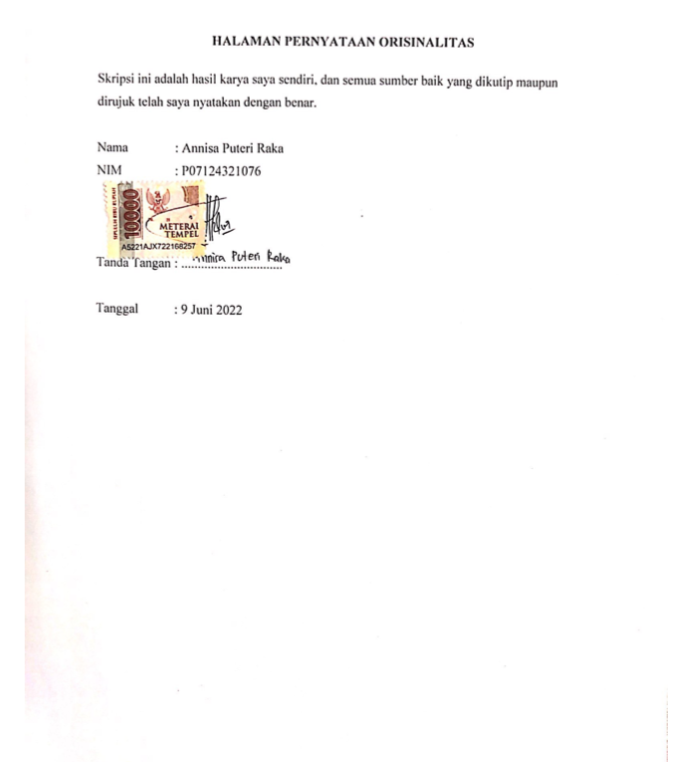 HALAMAN PERNYATAAN ORISINALITAS
Skripsi ini adalah hasil karya saya sendiri, dan semua sumber baik yang dikutip maupun
dirujuk telah saya nyatakan dengan benar.
Nama : Annisa Puteri Raka
NIM : P07124321076
10000
METERAI
TEMPEL
A5221AJX722168257
Tanda Tangan : Annisa Puteri Raka
Tanggal : 9 Juni 2022